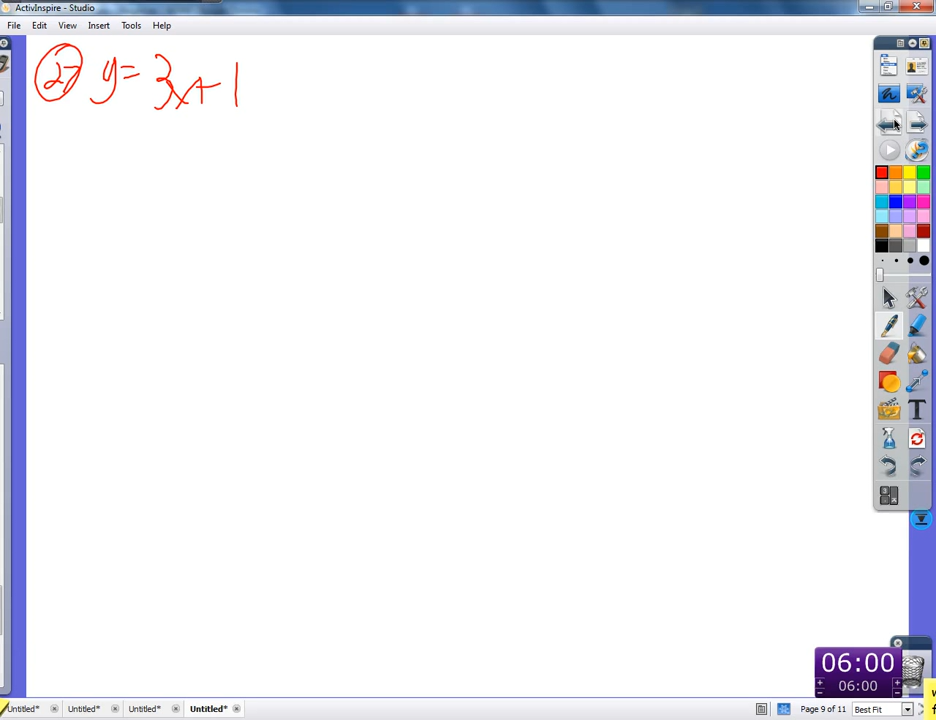 ActivInspire - Studio
File Edit View Insert Tools Help
27 y = 3x + 1
06:00
06:00
Untitled* Untitled* Untitled* Untitled* Page 9 of 11 Best Fit